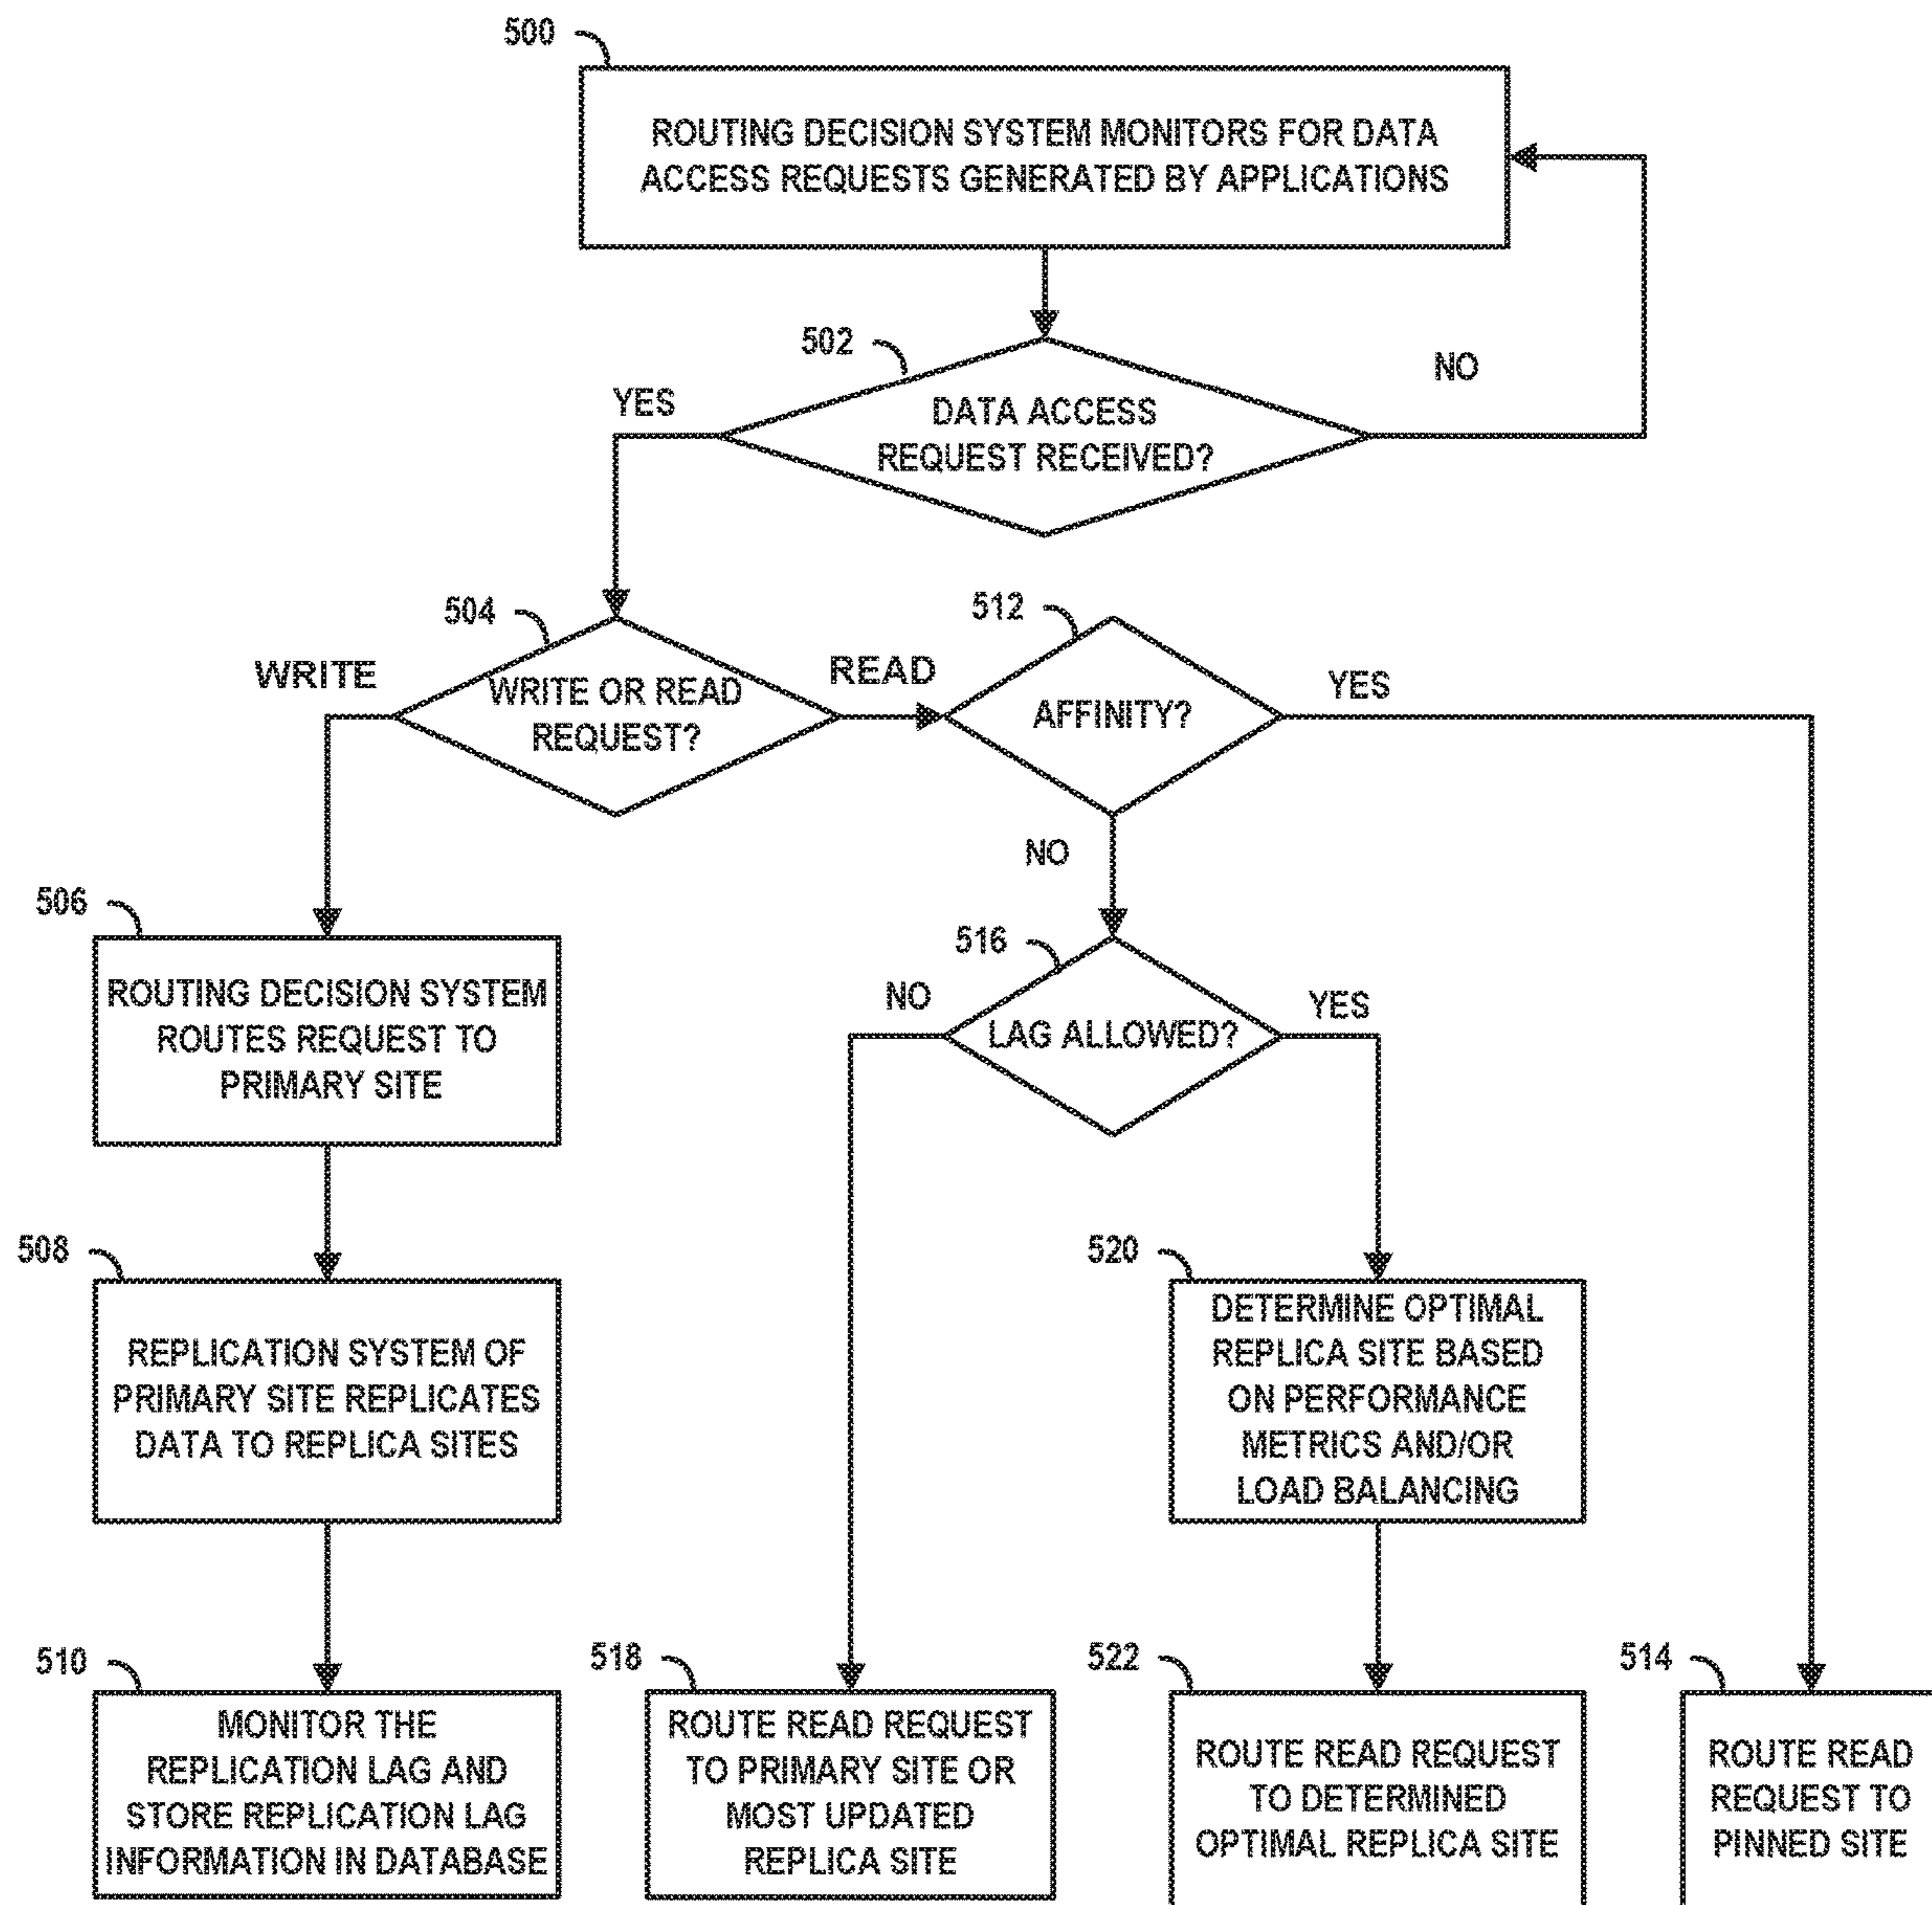 500
ROUTING DECISION SYSTEM MONITORS FOR DATA
ACCESS REQUESTS GENERATED BY APPLICATIONS
502
YES
NO
DATA ACCESS
REQUEST RECEIVED?
504
WRITE
WRITE OR READ
REQUEST?
READ
512
AFFINITY?
YES
NO
506
ROUTING DECISION SYSTEM
ROUTES REQUEST TO
PRIMARY SITE
516
NO
LAG ALLOWED?
YES
508
REPLICATION SYSTEM OF
PRIMARY SITE REPLICATES
DATA TO REPLICA SITES
520
DETERMINE OPTIMAL
REPLICA SITE BASED
ON PERFORMANCE
METRICS AND/OR
LOAD BALANCING
510
MONITOR THE
REPLICATION LAG AND
STORE REPLICATION LAG
INFORMATION IN DATABASE
518
ROUTE READ REQUEST
TO PRIMARY SITE OR
MOST UPDATED
REPLICA SITE
522
ROUTE READ REQUEST
TO DETERMINED
OPTIMAL REPLICA SITE
514
ROUTE READ
REQUEST TO
PINNED SITE